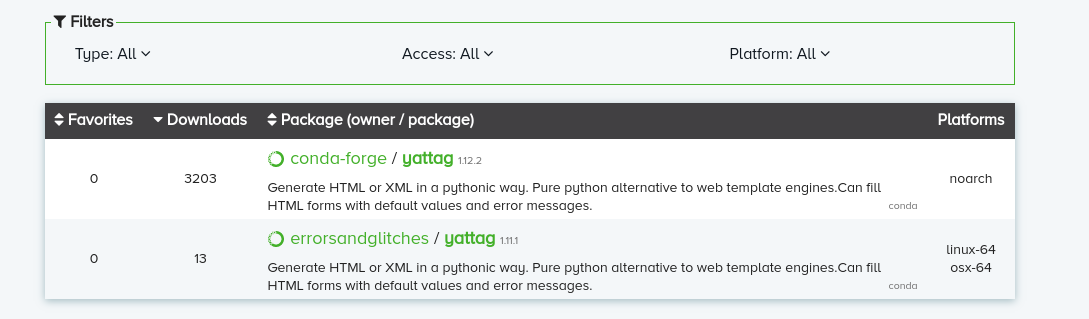 Filters
Type: All Access: All Platform: All
Favorites Downloads Package (owner / package) Platforms
conda-forge / yattag 1.12.2
0 3203 noarch
Generate HTML or XML in a pythonic way. Pure python alternative to web template engines.Can fill
HTML forms with default values and error messages. conda
errorsandglitches / yattag 1.11.1
0 13 linux-64
osx-64
Generate HTML or XML in a pythonic way. Pure python alternative to web template engines.Can fill
HTML forms with default values and error messages. conda